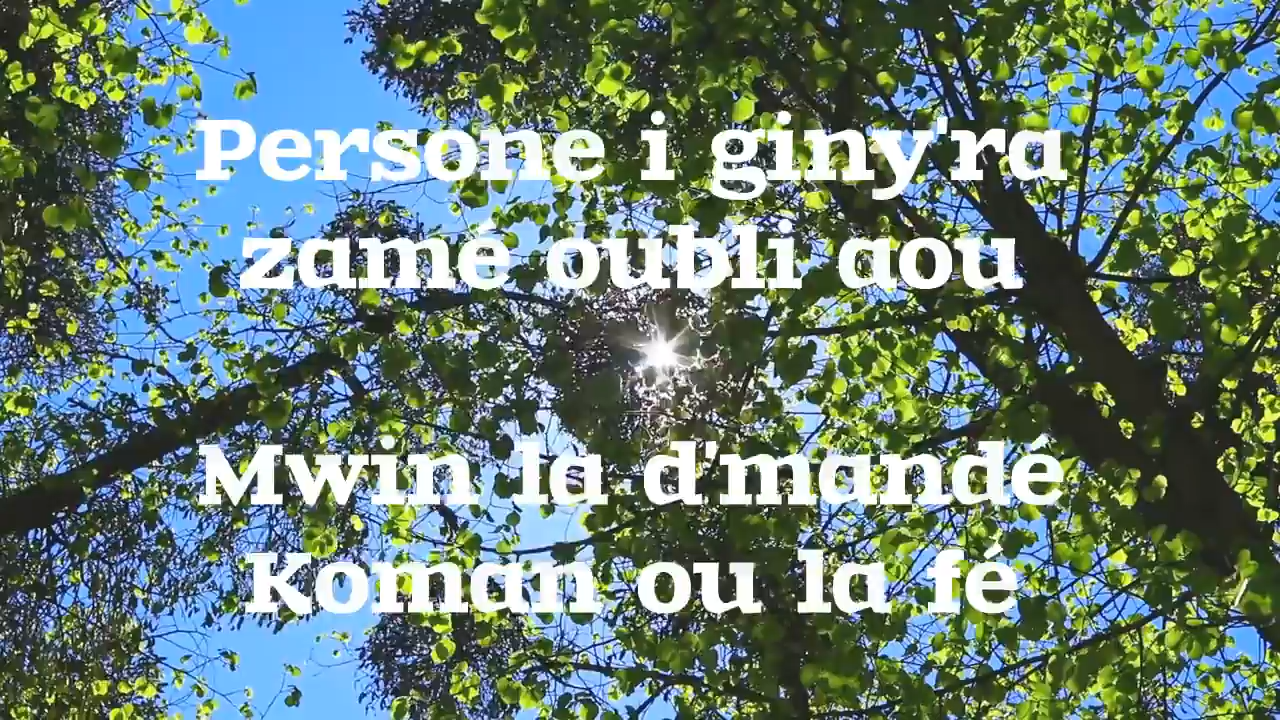 Persone i giny'ra
zamé oubli aou
Mwin la d'mandé
Koman ou la fé